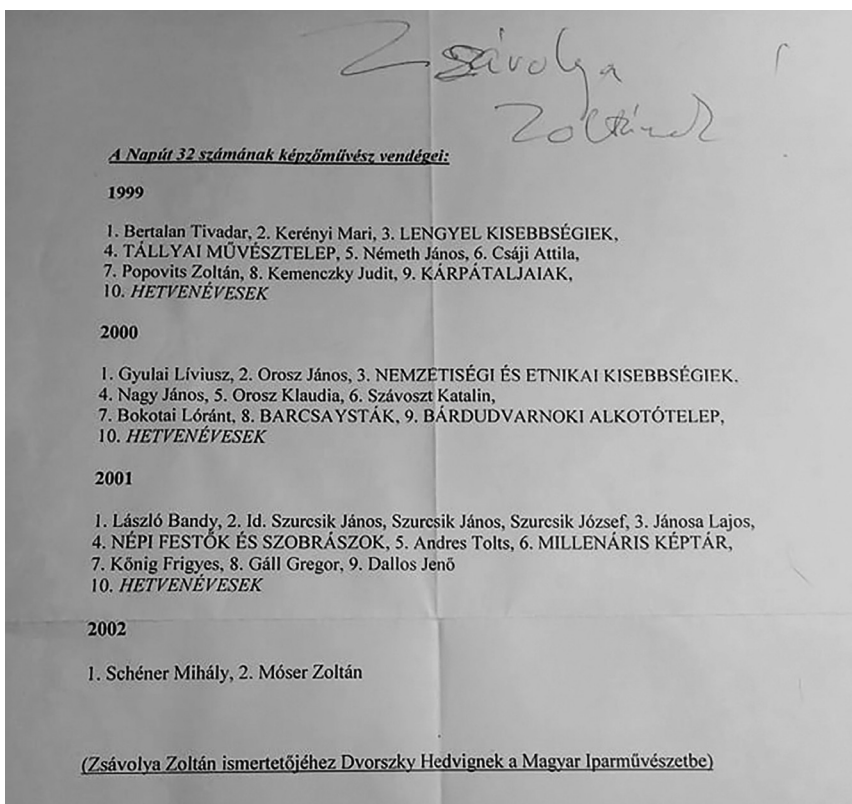 Zsávolya
Zoltánnak
A Napút 32 számának képzőművész vendégei:
1999
1. Bertalan Tivadar, 2. Kerényi Mari, 3. LENGYEL KISEBBSÉGIEK,
4. TÁLLYAI MŰVÉSZTELEP, 5. Németh János, 6. Csáji Attila,
7. Popovits Zoltán, 8. Kemenczky Judit, 9. KÁRPÁTALJAIAK,
10. HETVENÉVESEK
2000
1. Gyulai Líviusz, 2. Orosz János, 3. NEMZETISÉGI ÉS ETNIKAI KISEBBSÉGIEK.
4. Nagy János, 5. Orosz Klaudia, 6. Szávoszt Katalin,
7. Bokotai Lóránt, 8. BARCSAYSTÁK, 9. BÁRDUDVARNOKI ALKOTÓTELEP,
10. HETVENÉVESEK
2001
1. László Bandy, 2. Id. Szurcsik János, Szurcsik János, Szurcsik József, 3. Jánosa Lajos,
4. NÉPI FESTŐK ÉS SZOBRÁSZOK, 5. Andres Tolts, 6. MILLENÁRIS KÉPTÁR,
7. Kőnig Frigyes, 8. Gáll Gregor, 9. Dallos Jenő
10. HETVENÉVESEK
2002
1. Schéner Mihály, 2. Móser Zoltán
(Zsávolya Zoltán ismertetőjéhez Dvorszky Hedvignek a Magyar Iparművészetbe)